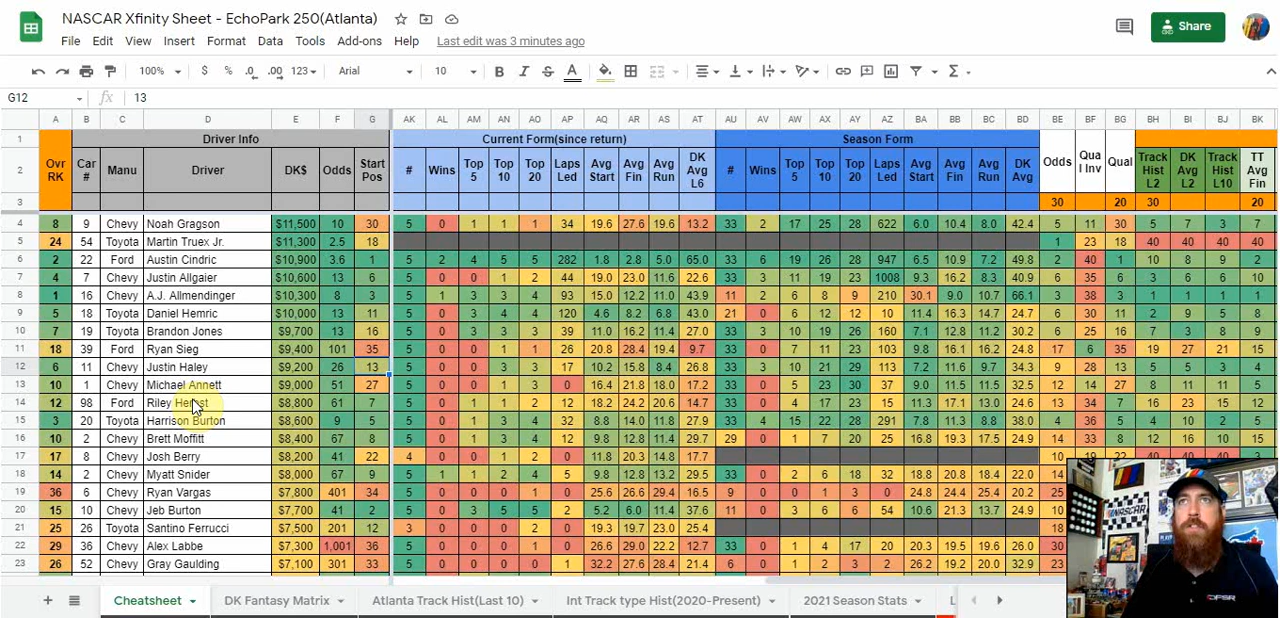 NASCAR Xfinity Sheet - EchoPark 250(Atlanta)
File Edit View Insert Format Data Tools Add-ons Help Last edit was 3 minutes ago
Share
100% $ % .0 .00 123 Arial 10 B I S A
G12 fx 13
A B C D E F G AK AL AM AN AO AP AQ AR AS AT AU AV AW AX AY AZ BA BB BC BD BE BF BG BH BI BJ BK
1 Driver Info Current Form(since return) Season Form
2 Ovr RK Car # Manu Driver DK$ Odds Start Pos # Wins Top 5 Top 10 Top 20 Laps Led Avg Start Avg Fin Avg Run DK Avg L6 # Wins Top 5 Top 10 Top 20 Laps Led Avg Start Avg Fin Avg Run DK Avg Odds Qua l Inv Qual Track Hist L2 DK Avg L2 Track Hist L10 TT Avg Fin
3 30 20 30 20
4 8 9 Chevy Noah Gragson $11,500 10 30 5 0 1 1 1 34 19.6 27.6 19.6 13.2 33 2 17 25 28 622 6.0 10.4 8.0 42.4 5 11 30 7 3 7
5 24 54 Toyota Martin Truex Jr. $11,300 2.5 18 1 23 18 40 40 40 40
6 2 22 Ford Austin Cindric $10,900 3.6 1 5 2 4 5 5 282 1.8 2.8 5.0 65.0 33 6 19 26 28 947 6.5 10.9 7.2 49.8 2 40 1 10 8 9 2
7 4 7 Chevy Justin Allgaier $10,600 13 6 5 0 0 1 2 44 19.0 23.0 11.6 22.6 33 3 11 19 23 1008 9.3 16.2 8.3 40.9 6 35 6 3 6 6 10
8 1 16 Chevy A.J. Allmendinger $10,300 8 3 5 1 3 3 4 93 15.0 12.2 11.0 43.9 11 2 6 8 9 210 30.1 9.0 10.7 66.1 3 38 3 1 1 1 1
9 5 18 Toyota Daniel Hemric $10,000 13 11 5 0 3 4 4 120 4.6 8.2 6.8 43.0 21 0 6 12 12 10 11.4 16.3 14.7 24.7 6 30 11 2 9 5 8
10 7 19 Toyota Brandon Jones $9,700 13 16 5 0 1 3 3 39 11.0 16.2 11.4 27.0 33 3 10 19 26 160 7.1 12.8 11.2 30.2 6 25 16 7 3 8 9
11 18 39 Ford Ryan Sieg $9,400 101 35 5 0 0 1 1 26 20.8 28.4 19.4 9.7 33 0 7 11 23 103 9.8 16.1 16.2 24.8 17 6 35 19 27 21 15
12 6 11 Chevy Justin Haley $9,200 26 13 5 0 1 3 3 17 10.2 15.8 8.4 26.8 33 3 10 21 29 113 7.2 11.6 9.0 32.6 9 28 13 5 5 3 4
13 10 1 Chevy Michael Annett $9,000 51 27 5 0 0 1 3 0 16.4 21.8 18.0 17.2 33 0 5 23 30 37 9.0 11.5 11.5 32.5 12 14 27 8 11 11 5
14 12 98 Ford Riley Herbst $8,800 61 7 5 0 0 1 2 12 18.2 24.2 20.6 14.7 33 0 4 17 23 28 11.3 17.1 13.0 24.6 13 34 7 16 23 15 12
15 3 20 Toyota Harrison Burton $8,600 9 5 5 0 1 3 4 32 8.8 14.0 11.8 27.9 33 4 15 22 28 291 7.8 11.3 8.8 38.0 4 36 5 4 10 2 5
16 10 2 Chevy Brett Moffitt $8,400 67 8 5 0 1 3 4 12 9.8 12.8 11.4 29.7 29 0 1 7 20 25 16.8 19.3 17.5 24.9 14 33 8 12 16 10 15
17 17 8 Chevy Josh Berry $8,200 41 22 4 0 0 1 2 0 11.8 20.3 14.8 17.7
18 14 2 Chevy Myatt Snider $8,000 67 9 5 1 1 2 4 5 9.8 12.8 13.2 29.5 33 0 2 6 18 32 18.8 20.8 18.4 22.0 14
19 36 6 Chevy Ryan Vargas $7,800 401 34 5 0 0 0 1 0 25.6 26.6 29.4 16.5 9 0 0 1 3 0 24.8 24.4 25.4 20.2 25
20 15 10 Chevy Jeb Burton $7,700 41 2 5 0 0 5 5 2 5.2 6.0 11.4 37.6 11 0 3 6 6 54 10.6 21.3 13.7 24.9 10
21 25 26 Toyota Santino Ferrucci $7,500 201 12 3 0 0 0 2 0 19.3 19.7 23.0 25.4 18
22 29 36 Chevy Alex Labbe $7,300 1,001 36 5 0 0 0 1 0 26.6 29.0 22.2 12.7 33 0 1 4 17 20 20.3 19.5 19.6 26.0 30
23 26 52 Chevy Gray Gaulding $7,100 301 33 5 0 0 0 0 1 32.2 27.6 28.4 21.4 6 0 0 1 2 1 26.2 19.2 20.0 32.9 23
Cheatsheet DK Fantasy Matrix Atlanta Track Hist(Last 10) Int Track type Hist(2020-Present) 2021 Season Stats